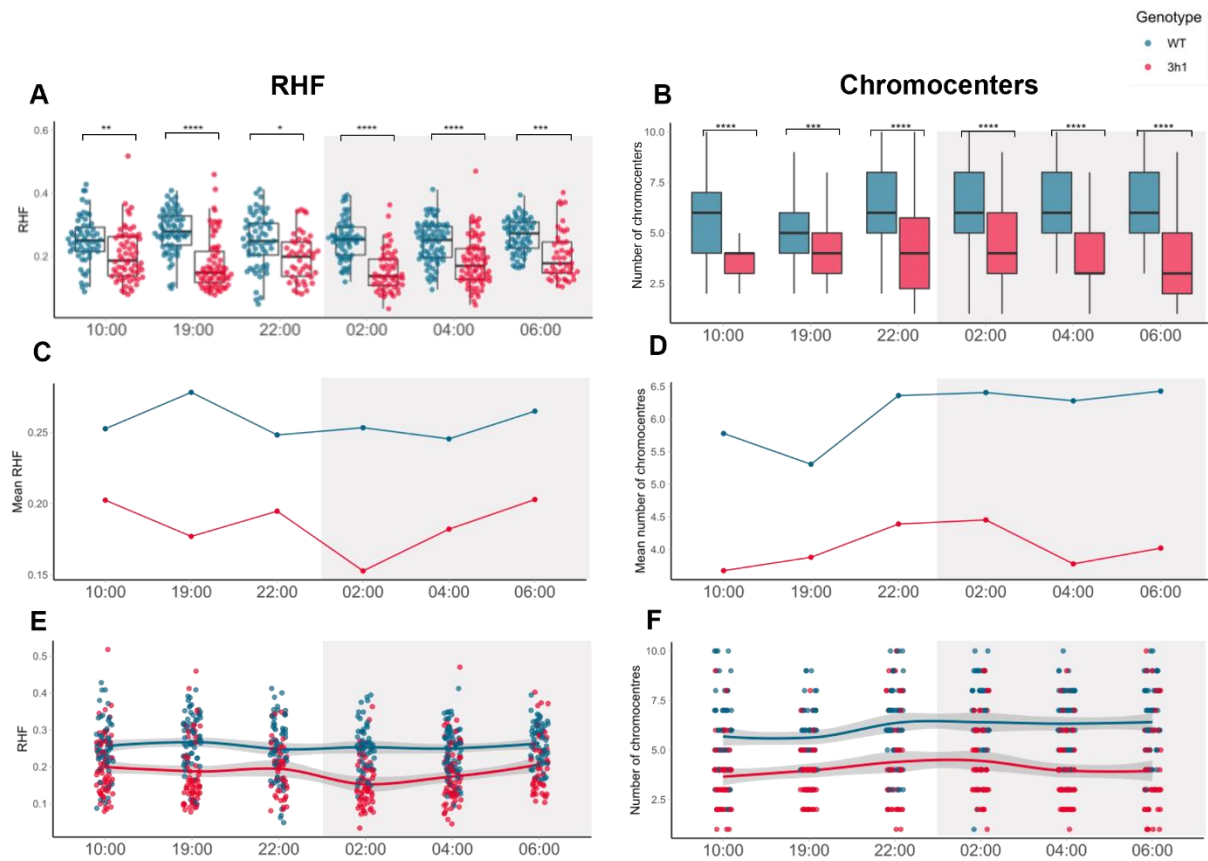 Genotype
WT
3h1
RHF
Chromocenters
A
B
** **** * **** **** ***
**** *** **** **** **** ****
RHF
0.6
0.4
0.2
10:00 19:00 22:00 02:00 04:00 06:00
Number of chromocenters
10.0
7.5
5.0
2.5
10:00 19:00 22:00 02:00 04:00 06:00
C
D
Mean RHF
0.25
0.20
0.15
10:00 19:00 22:00 02:00 04:00 06:00
Mean number of chromocentres
6.5
6.0
5.5
5.0
4.5
4.0
10:00 19:00 22:00 02:00 04:00 06:00
E
F
RHF
0.5
0.4
0.3
0.2
0.1
10:00 19:00 22:00 02:00 04:00 06:00
Number of chromocentres
10.0
7.5
5.0
2.5
10:00 19:00 22:00 02:00 04:00 06:00